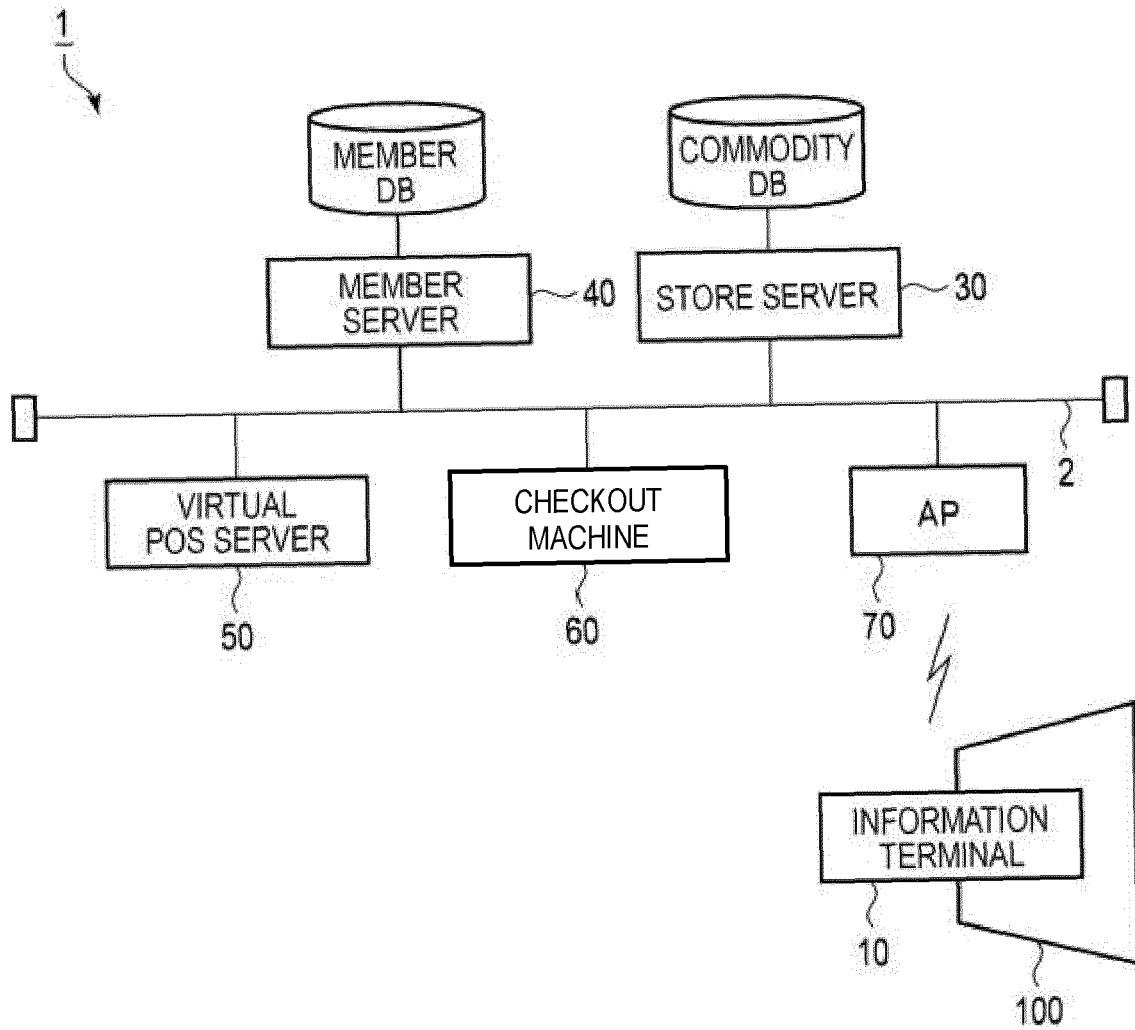 1
MEMBER
DB
COMMODITY
DB
MEMBER
SERVER
40
STORE SERVER
30
2
VIRTUAL
POS SERVER
50
CHECKOUT
MACHINE
60
AP
70
INFORMATION
TERMINAL
10
100